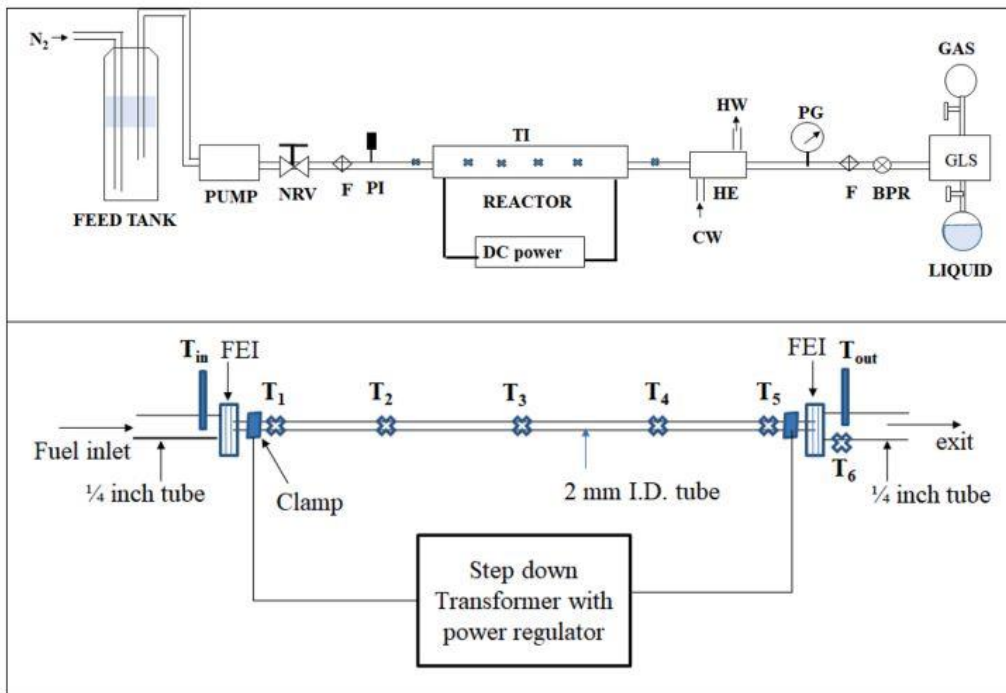 N2
FEED TANK
PUMP
NRV
F
PI
TI
REACTOR
DC power
HW
HE
CW
PG
F
BPR
GAS
GLS
LIQUID
Tin
FEI
T1
T2
T3
T4
T5
FEI
Tout
Fuel inlet
exit
T6
¼ inch tube
Clamp
2 mm I.D. tube
¼ inch tube
Step down
Transformer with
power regulator